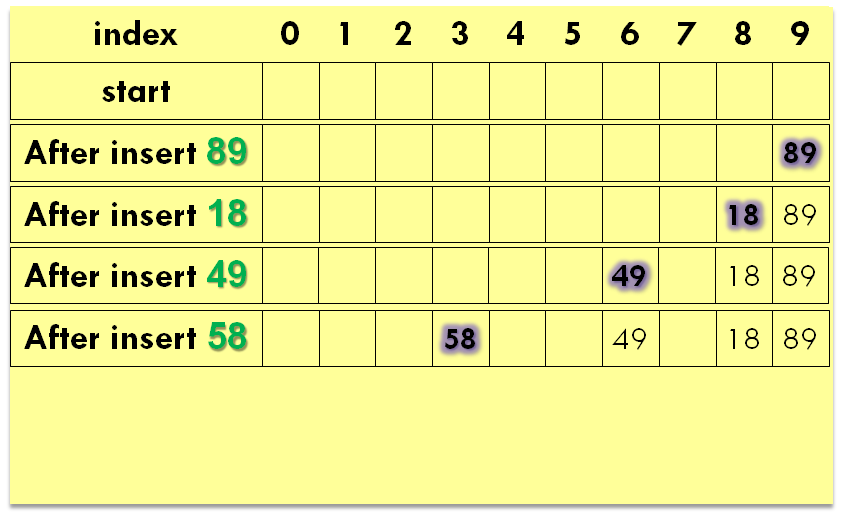 index 0 1 2 3 4 5 6 7 8 9
start
After insert 89 89
After insert 18 18 89
After insert 49 49 18 89
After insert 58 58 49 18 89